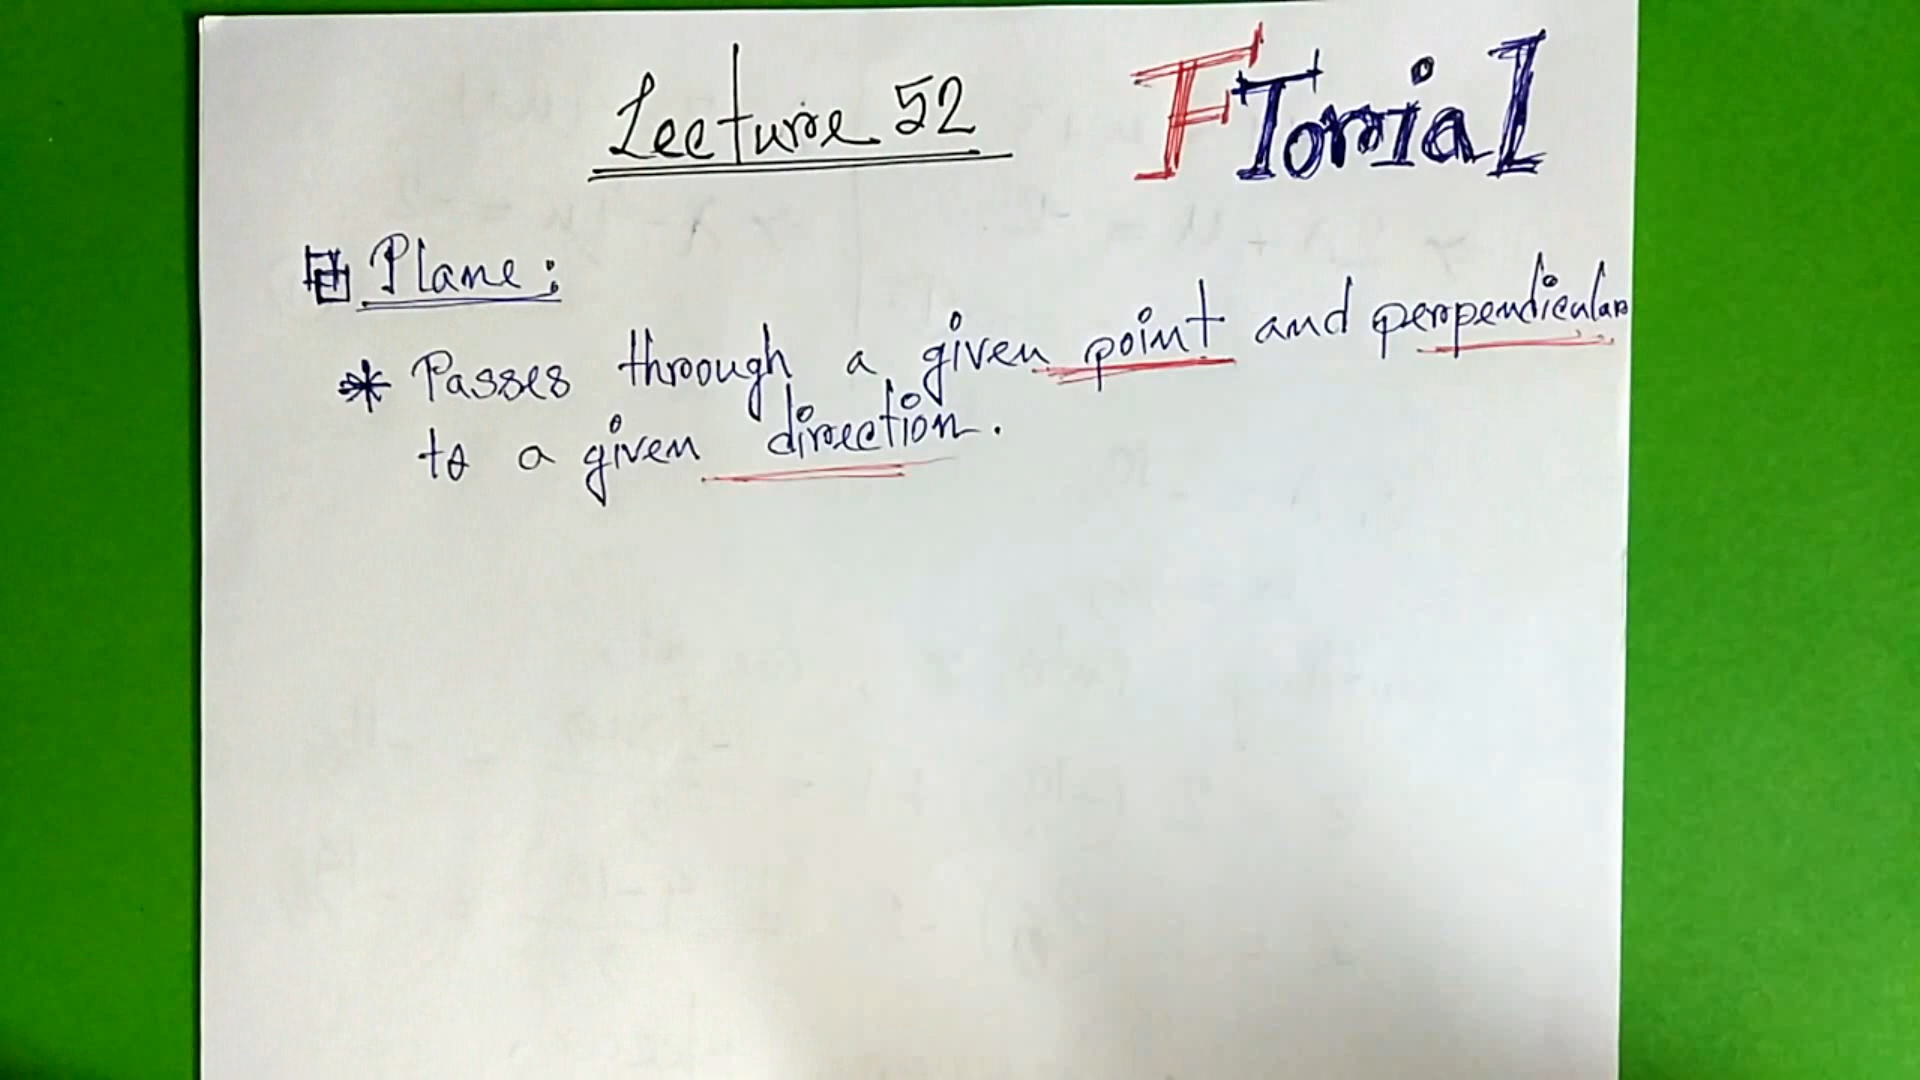 Lecture 52
FTorial
Plane:
* Passes through a given point and perpendicular
to a given direction.